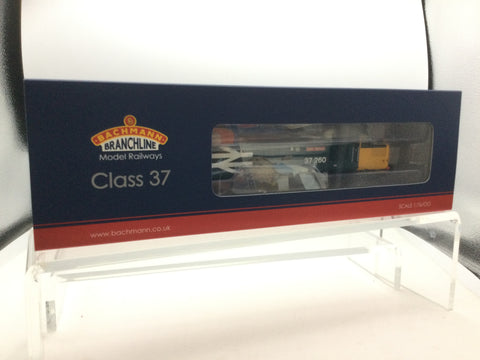 BACHMANN
BRANCHLINE
Model Railways
Class 37
37 260
www.bachmann.co.uk
SCALE 1:76/OO